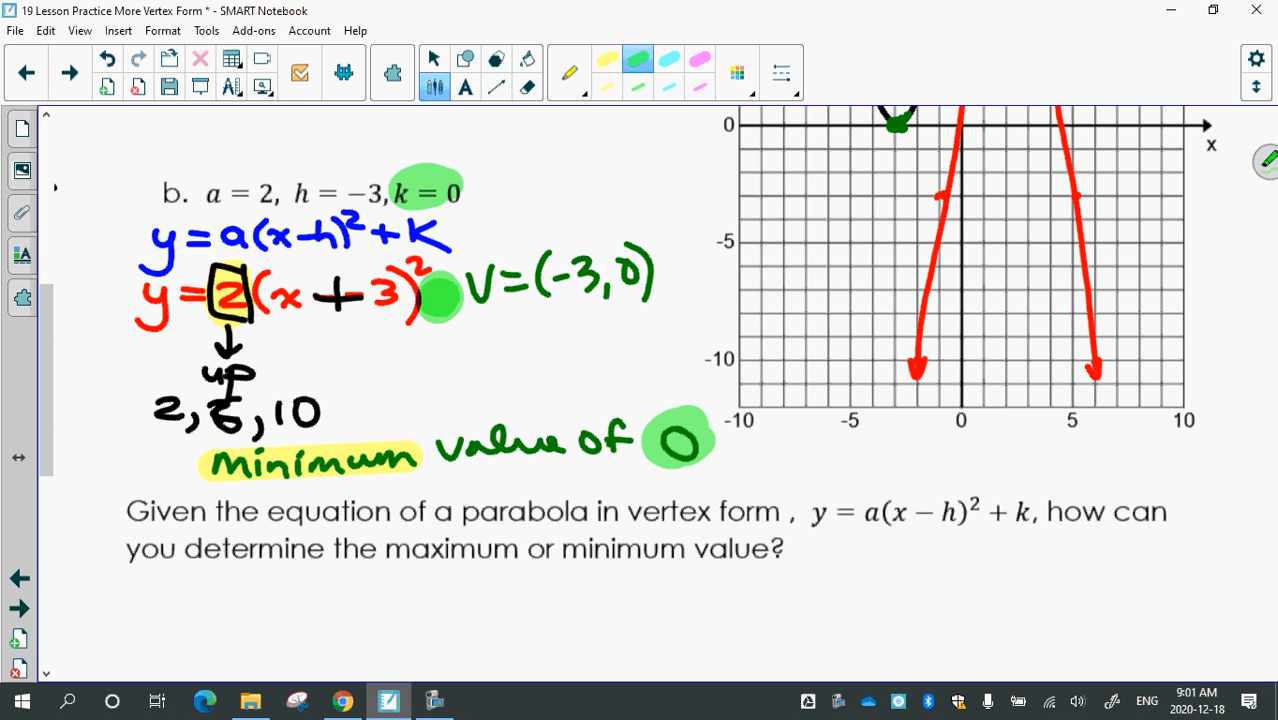 19 Lesson Practice More Vertex Form * - SMART Notebook
File Edit View Insert Format Tools Add-ons Account Help
0
x
b. a = 2, h = −3, k = 0
y = a(x-h)² + k
y = 2(x + 3)² V = (-3, 0)
-5
up
-10
2, 6, 10
-10 -5 0 5 10
minimum value of 0
Given the equation of a parabola in vertex form , y = a(x − h)² + k, how can
you determine the maximum or minimum value?
ENG
9:01 AM
2020-12-18